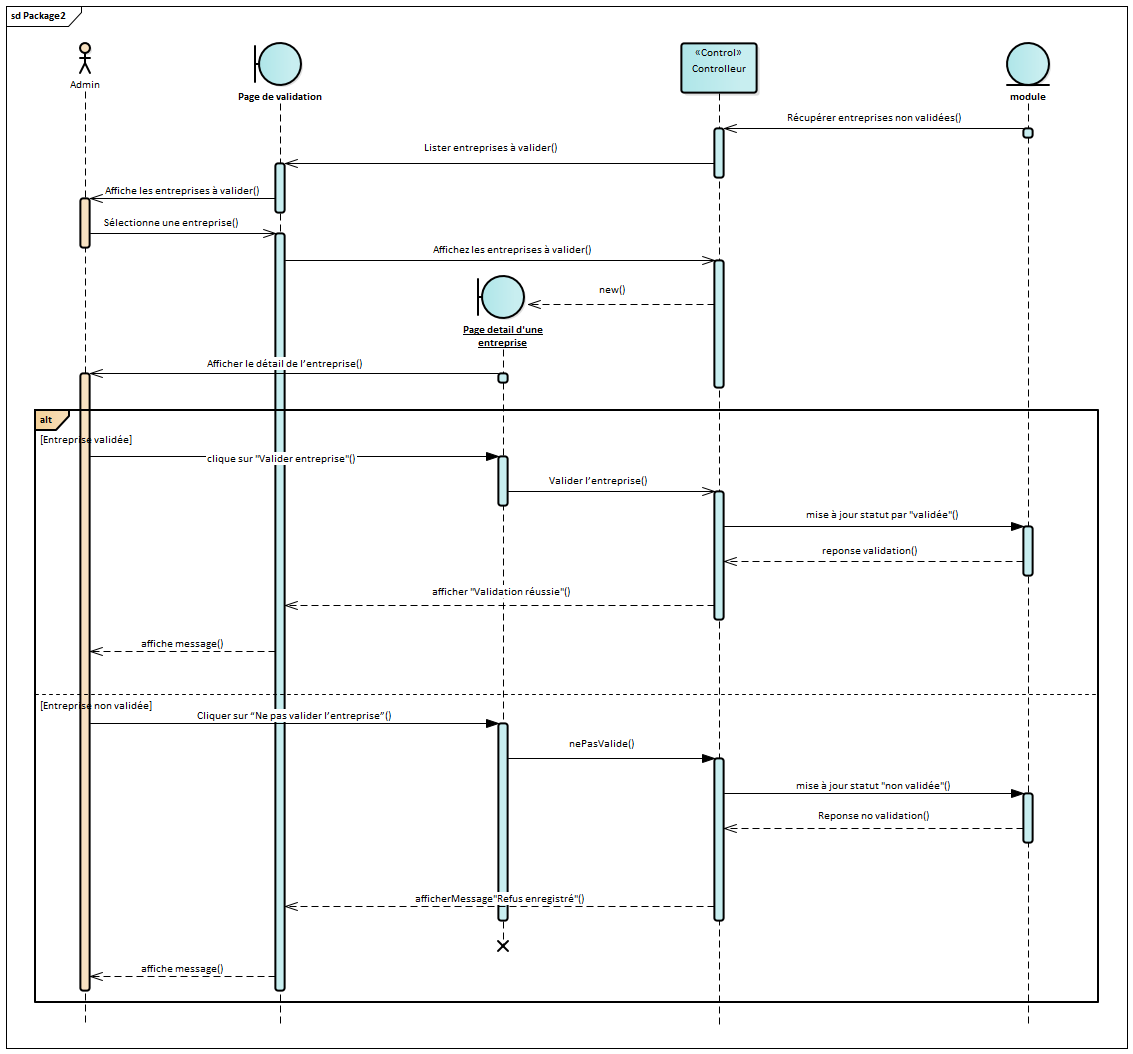 sd Package2
Admin
Page de validation
«Control»
Controlleur
module
Récupérer entreprises non validées()
Lister entreprises à valider()
Affiche les entreprises à valider()
Sélectionne une entreprise()
Affichez les entreprises à valider()
new()
Page detail d'une
entreprise
Afficher le détail de l’entreprise()
alt
[Entreprise validée]
clique sur "Valider entreprise"()
Valider l’entreprise()
mise à jour statut par "validée"()
reponse validation()
afficher "Validation réussie"()
affiche message()
[Entreprise non validée]
Cliquer sur “Ne pas valider l’entreprise”()
nePasValide()
mise à jour statut "non validée"()
Reponse no validation()
afficherMessage"Refus enregistré"()
affiche message()